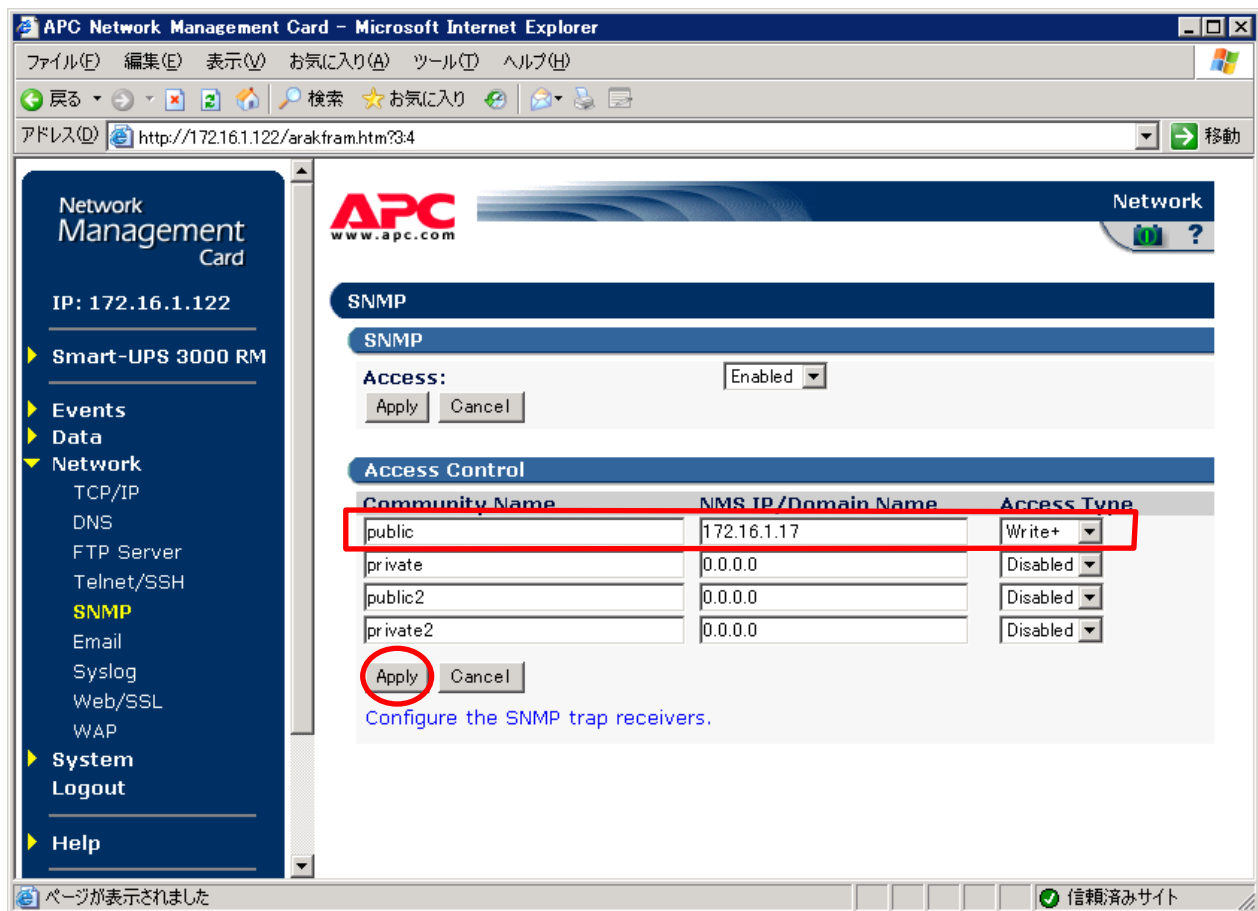 APC Network Management Card - Microsoft Internet Explorer
ファイル(F) 編集(E) 表示(V) お気に入り(A) ツール(T) ヘルプ(H)
戻る 検索 お気に入り
アドレス(D) http://172.16.1.122/arakfram.htm?3:4 移動
Network
Management
Card
IP: 172.16.1.122
Smart-UPS 3000 RM
Events
Data
Network
TCP/IP
DNS
FTP Server
Telnet/SSH
SNMP
Email
Syslog
Web/SSL
WAP
System
Logout
Help
APC
www.apc.com
Network
?
SNMP
SNMP
Access: Enabled
Apply Cancel
Access Control
Community Name NMS IP/Domain Name Access Type
public 172.16.1.17 Write+
private 0.0.0.0 Disabled
public2 0.0.0.0 Disabled
private2 0.0.0.0 Disabled
Apply Cancel
Configure the SNMP trap receivers.
ページが表示されました 信頼済みサイト